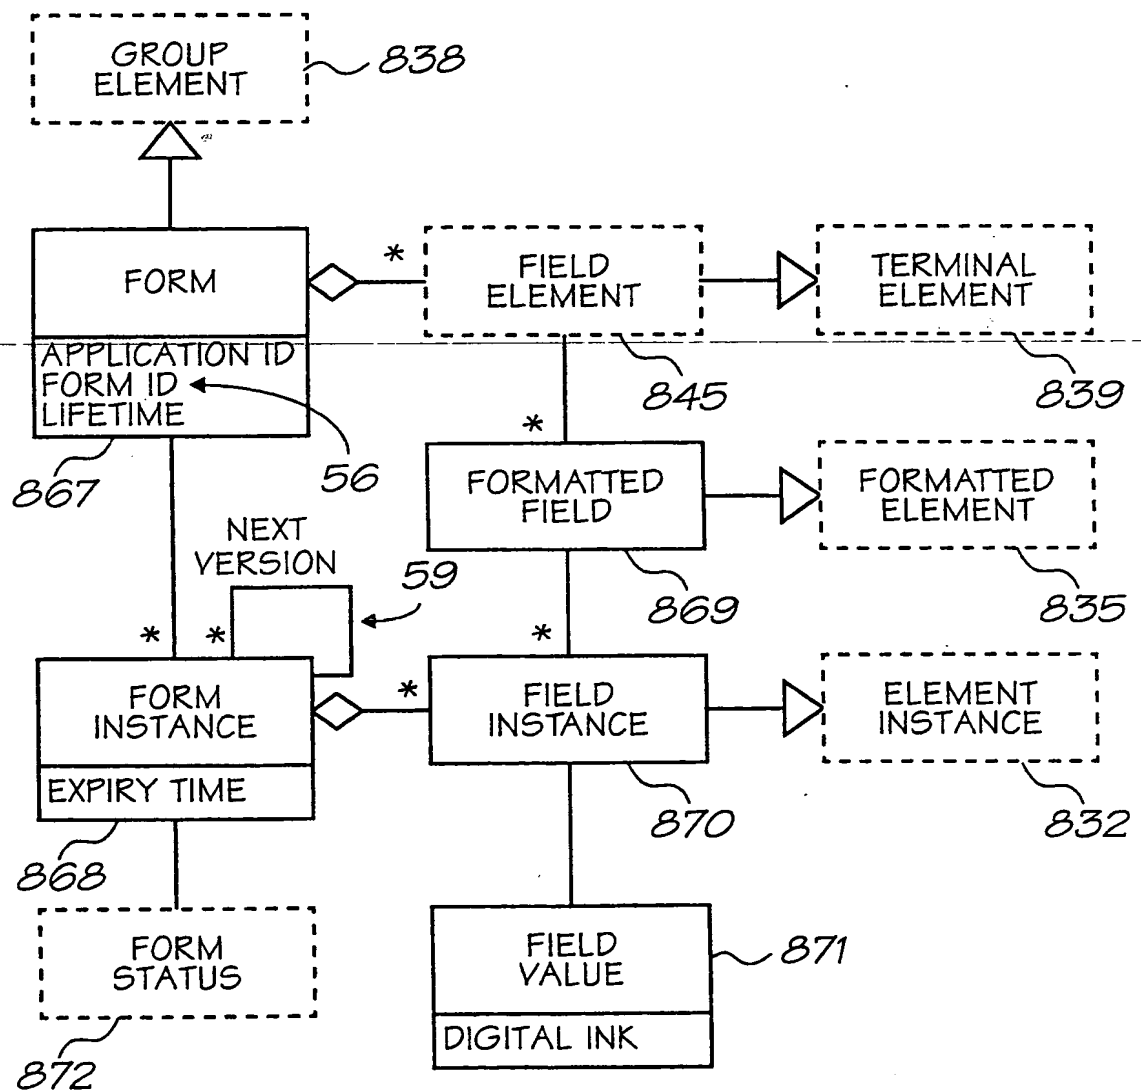 GROUP
ELEMENT
838
FORM
*
FIELD
ELEMENT
TERMINAL
ELEMENT
APPLICATION ID
FORM ID
LIFETIME
845
839
867
56
*
FORMATTED
FIELD
FORMATTED
ELEMENT
NEXT
VERSION
59
869
835
*
*
*
FORM
INSTANCE
*
FIELD
INSTANCE
ELEMENT
INSTANCE
EXPIRY TIME
870
832
868
FORM
STATUS
FIELD
VALUE
871
DIGITAL INK
872